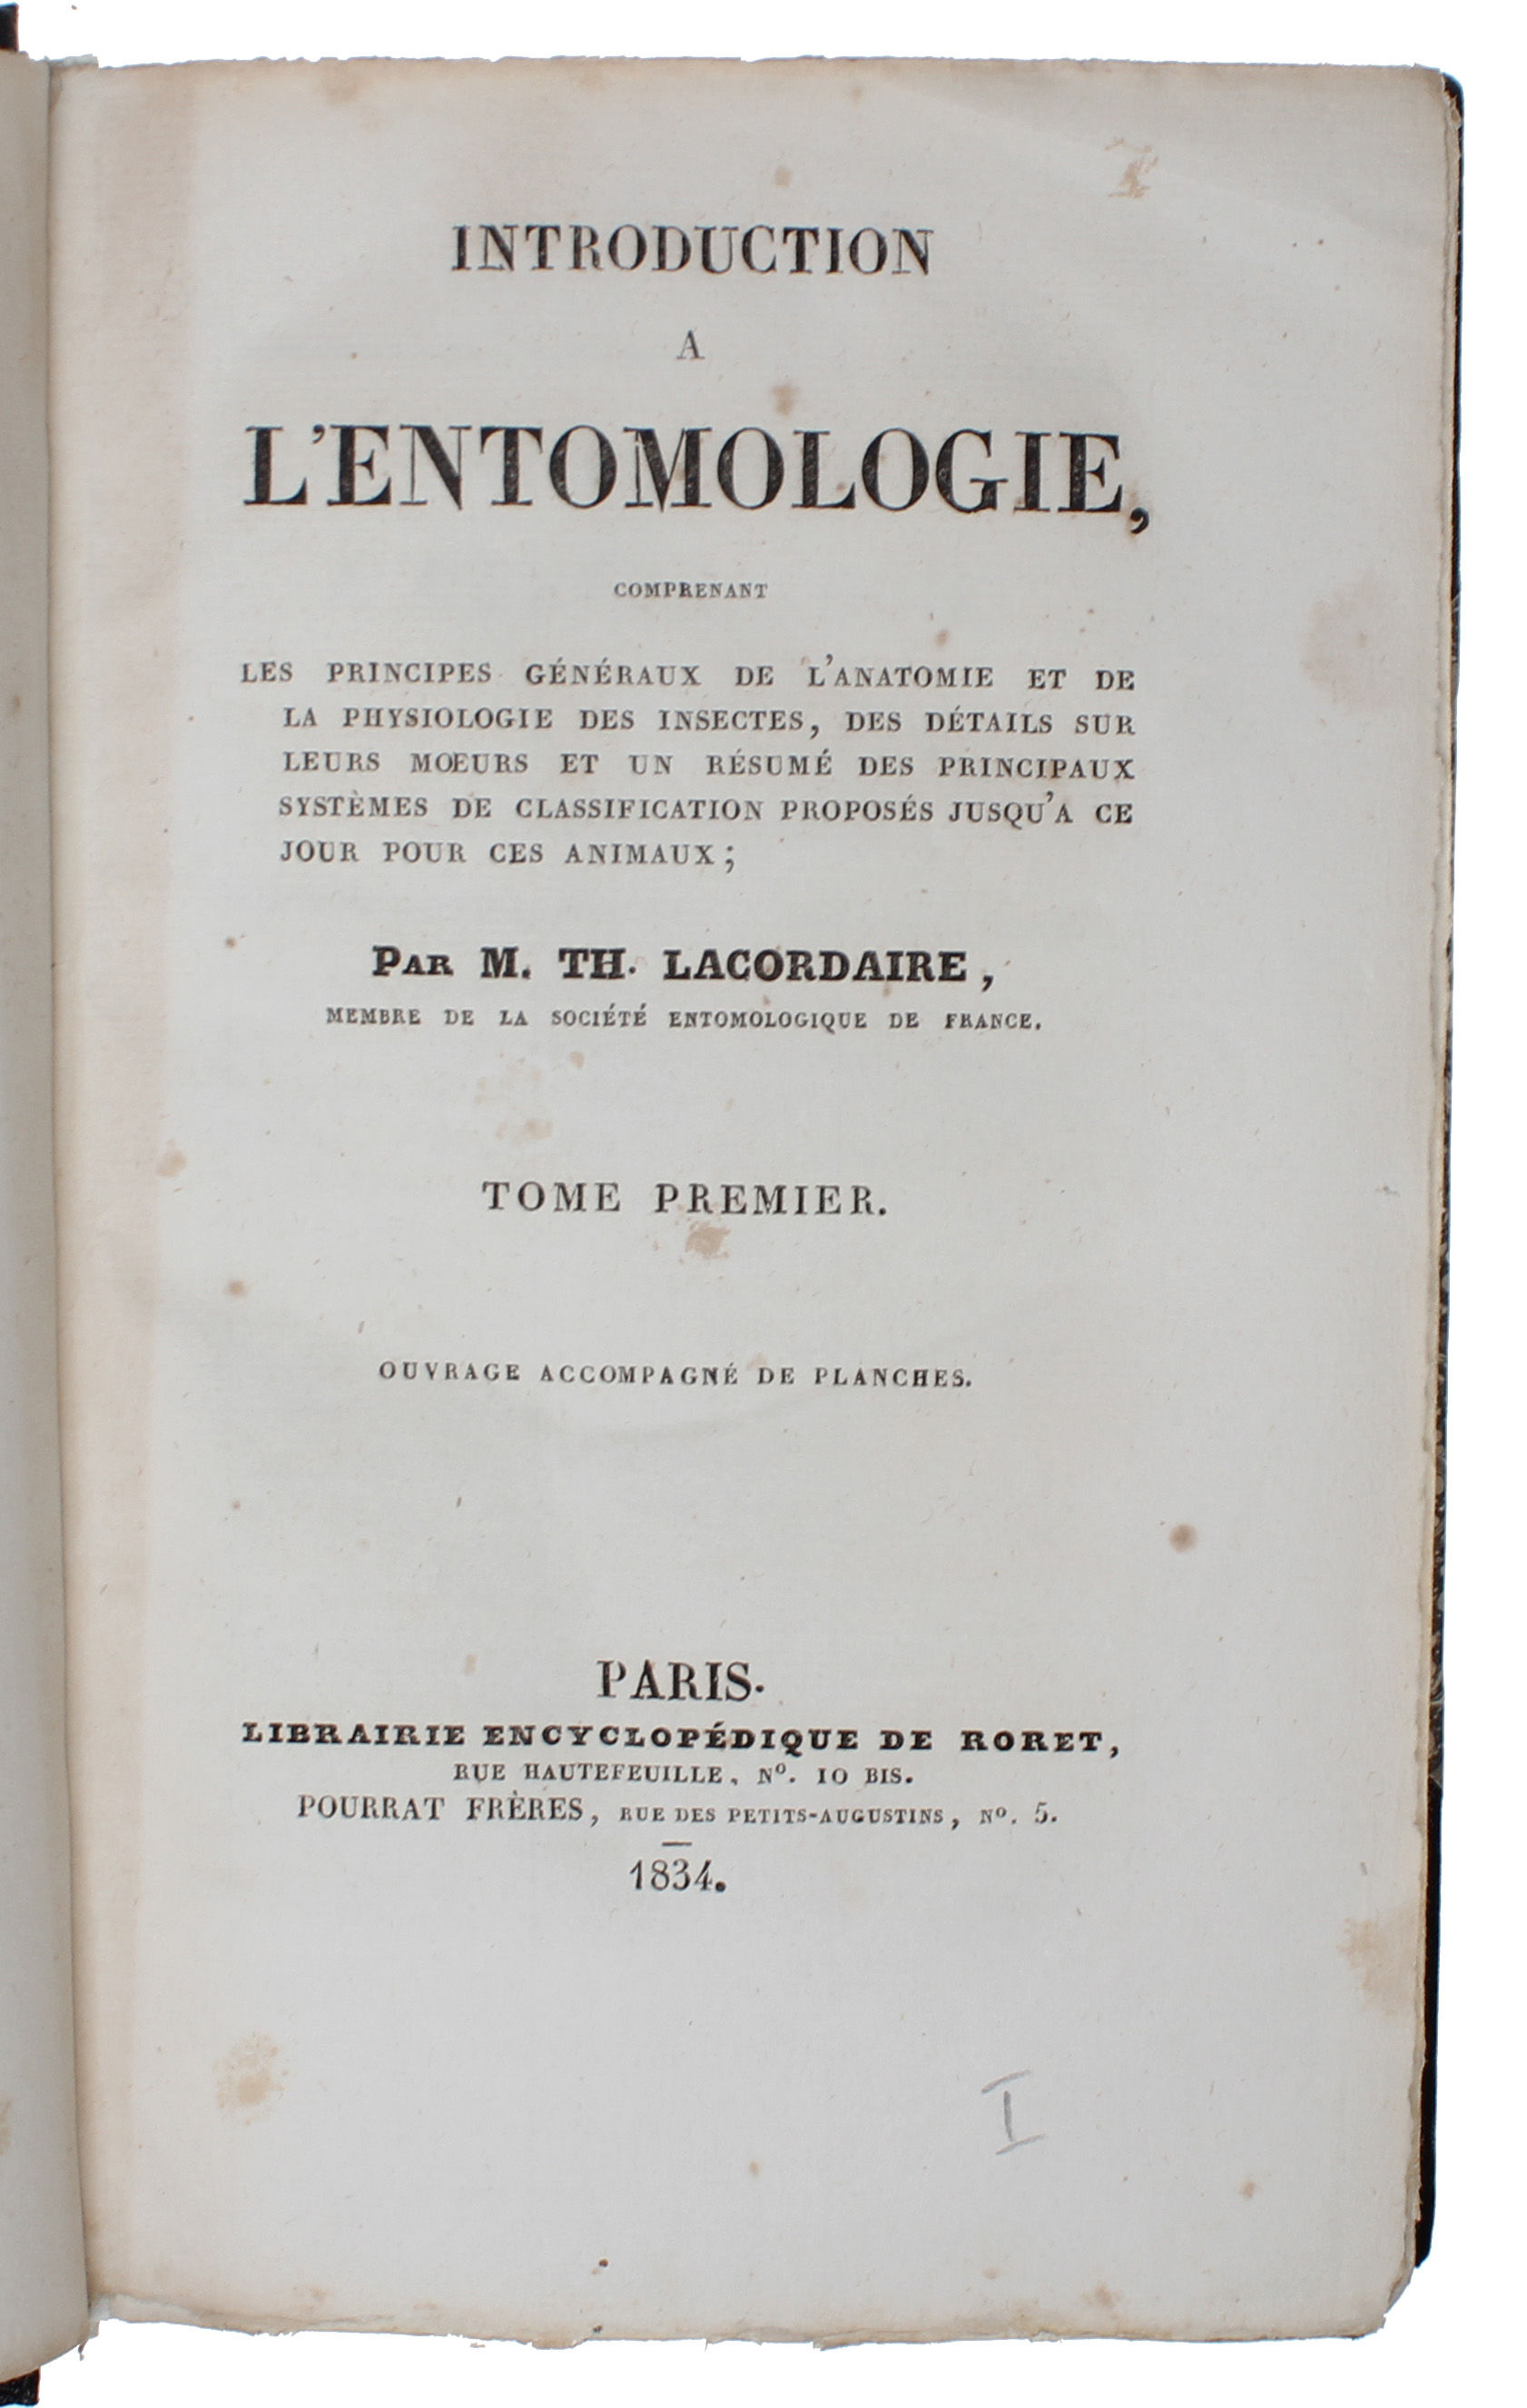 INTRODUCTION
A
L'ENTOMOLOGIE,
COMPRENANT
LES PRINCIPES GÉNÉRAUX DE L'ANATOMIE ET DE
LA PHYSIOLOGIE DES INSECTES, DES DÉTAILS SUR
LEURS MŒURS ET UN RÉSUMÉ DES PRINCIPAUX
SYSTÈMES DE CLASSIFICATION PROPOSÉS JUSQU'A CE
JOUR POUR CES ANIMAUX;
PAR M. TH. LACORDAIRE,
MEMBRE DE LA SOCIÉTÉ ENTOMOLOGIQUE DE FRANCE.
TOME PREMIER.
OUVRAGE ACCOMPAGNÉ DE PLANCHES.
PARIS.
LIBRAIRIE ENCYCLOPÉDIQUE DE RORET,
RUE HAUTEFEUILLE, Nº. 10 BIS.
POURRAT FRÈRES, RUE DES PETITS-AUGUSTINS, Nº. 5.
1834.
I